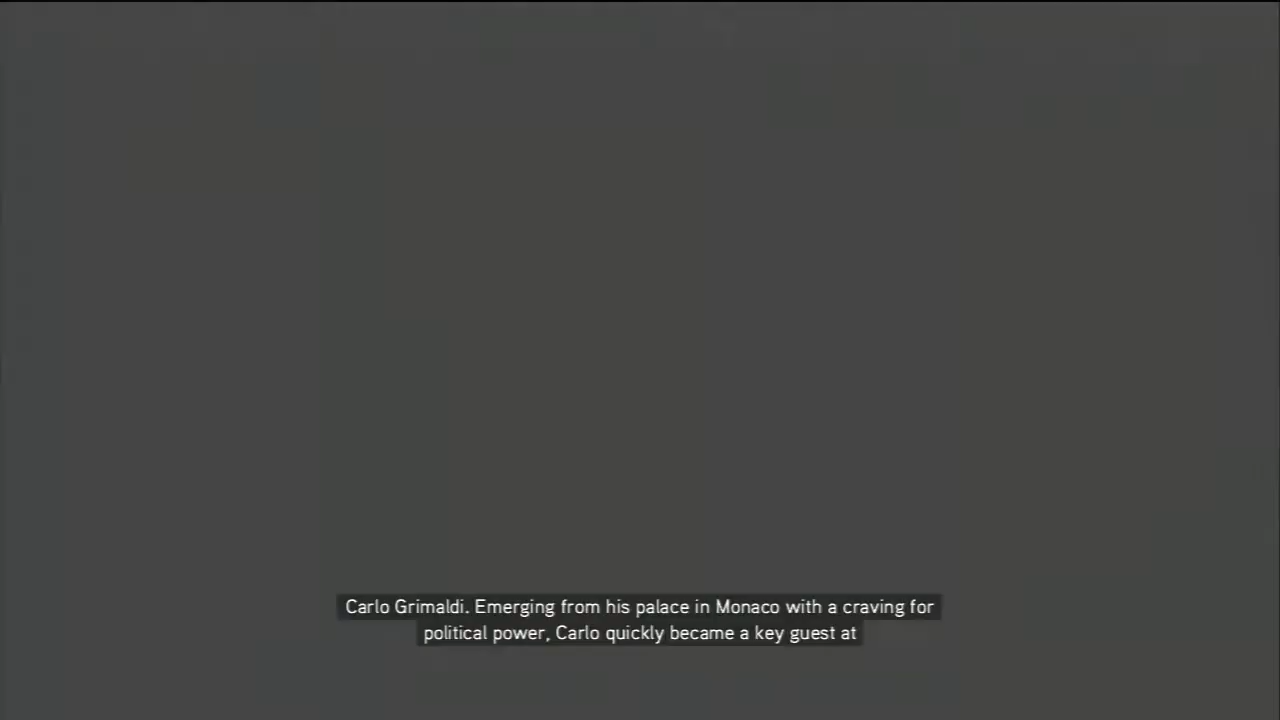 Carlo Grimaldi. Emerging from his palace in Monaco with a craving for
political power, Carlo quickly became a key guest at